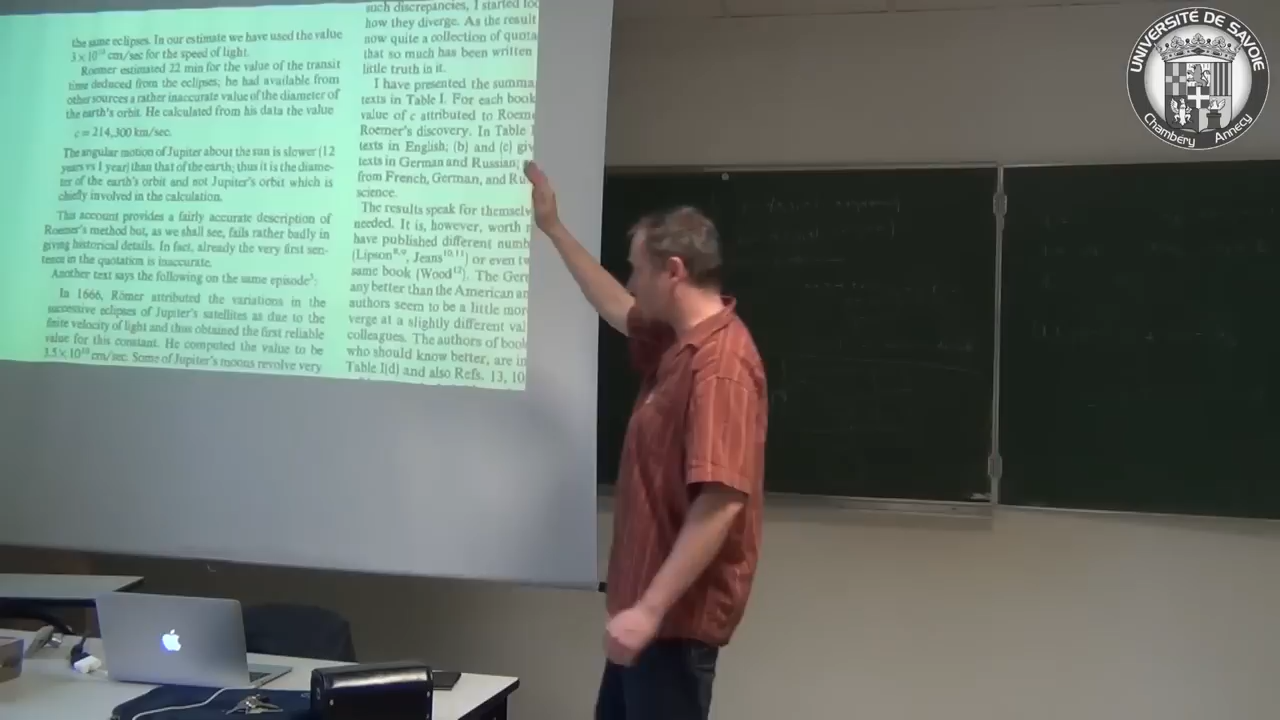 the same eclipses. In our estimate we have used the value
3×10¹⁰ cm/sec for the speed of light.
Roemer estimated 22 min for the value of the transit
time deduced from the eclipses; he had available from
other sources a rather inaccurate value of the diameter of
the earth's orbit. He calculated from his data the value
c = 214,300 km/sec.
The angular motion of Jupiter about the sun is slower (12
years vs 1 year) than that of the earth; thus it is the diame-
ter of the earth's orbit and not Jupiter's orbit which is
chiefly involved in the calculation.
This account provides a fairly accurate description of
Roemer's method but, as we shall see, fails rather badly in
giving historical details. In fact, already the very first sen-
tence in the quotation is inaccurate.
Another text says the following on the same episode⁵:
In 1666, Römer attributed the variations in the
successive eclipses of Jupiter's satellites as due to the
finite velocity of light and thus obtained the first reliable
value for this constant. He computed the value to be
3.5×10¹⁰ cm/sec. Some of Jupiter's moons revolve very
such discrepancies, I started
how they diverge. As the result
now quite a collection of quota
that so much has been written
little truth in it.
I have presented the summa
texts in Table I. For each book
value of c attributed to Roem
Roemer's discovery. In Table
texts in English; (b) and (c) giv
texts in German and Russian;
from French, German, and Ru
science.
The results speak for themselv
needed. It is, however, worth
have published different numb
(Lipson⁸,⁹, Jeans¹⁰,¹¹) or even tw
same book (Wood¹²). The Ger
any better than the American an
authors seem to be a little mor
verge at a slightly different val
colleagues. The authors of book
who should know better, are in
Table I(d) and also Refs. 13, 10
UNIVERSITÉ DE SAVOIE
Chambéry Annecy